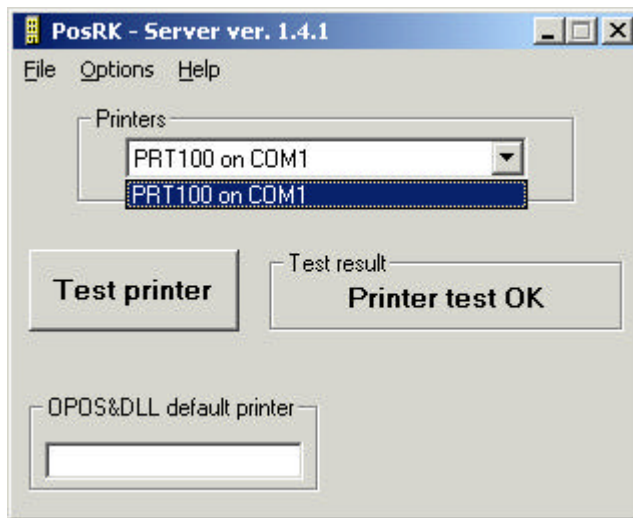 PosRK - Server ver. 1.4.1
File Options Help
Printers
PRT100 on COM1
PRT100 on COM1
Test printer
Test result
Printer test OK
OPOS&DLL default printer